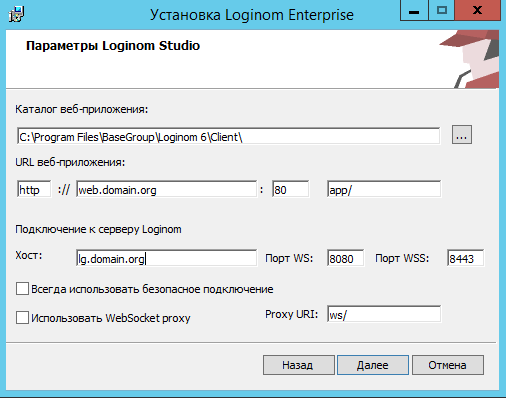 Установка Loginom Enterprise
Параметры Loginom Studio
Каталог веб-приложения:
C:\Program Files\BaseGroup\Loginom 6\Client\ ...
URL веб-приложения:
http :// web.domain.org : 80 app/
Подключение к серверу Loginom
Хост: lg.domain.org Порт WS: 8080 Порт WSS: 8443
Всегда использовать безопасное подключение
Использовать WebSocket proxy Proxy URI: ws/
Назад Далее Отмена